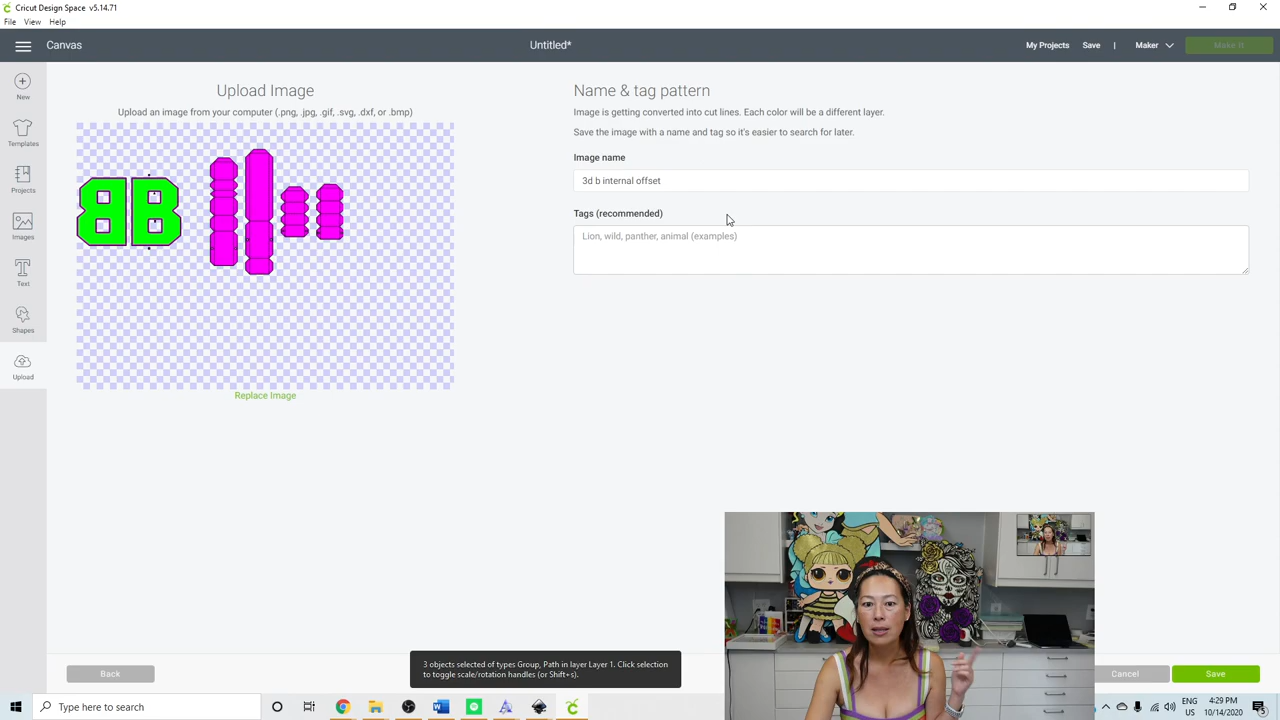 Cricut Design Space v5.14.71
File View Help
Canvas
Untitled*
My Projects Save | Maker Make It
New
Templates
Projects
Images
Text
Shapes
Upload
Upload Image
Upload an image from your computer (.png, .jpg, .gif, .svg, .dxf, or .bmp)
B B
Replace Image
Name & tag pattern
Image is getting converted into cut lines. Each color will be a different layer.
Save the image with a name and tag so it's easier to search for later.
Image name
3d b internal offset
Tags (recommended)
Lion, wild, panther, animal (examples)
3 objects selected of types Group, Path in layer Layer 1. Click selection
to toggle scale/rotation handles (or Shift+s).
Back
Cancel
Save
Type here to search
ENG
US
4:29 PM
10/14/2020